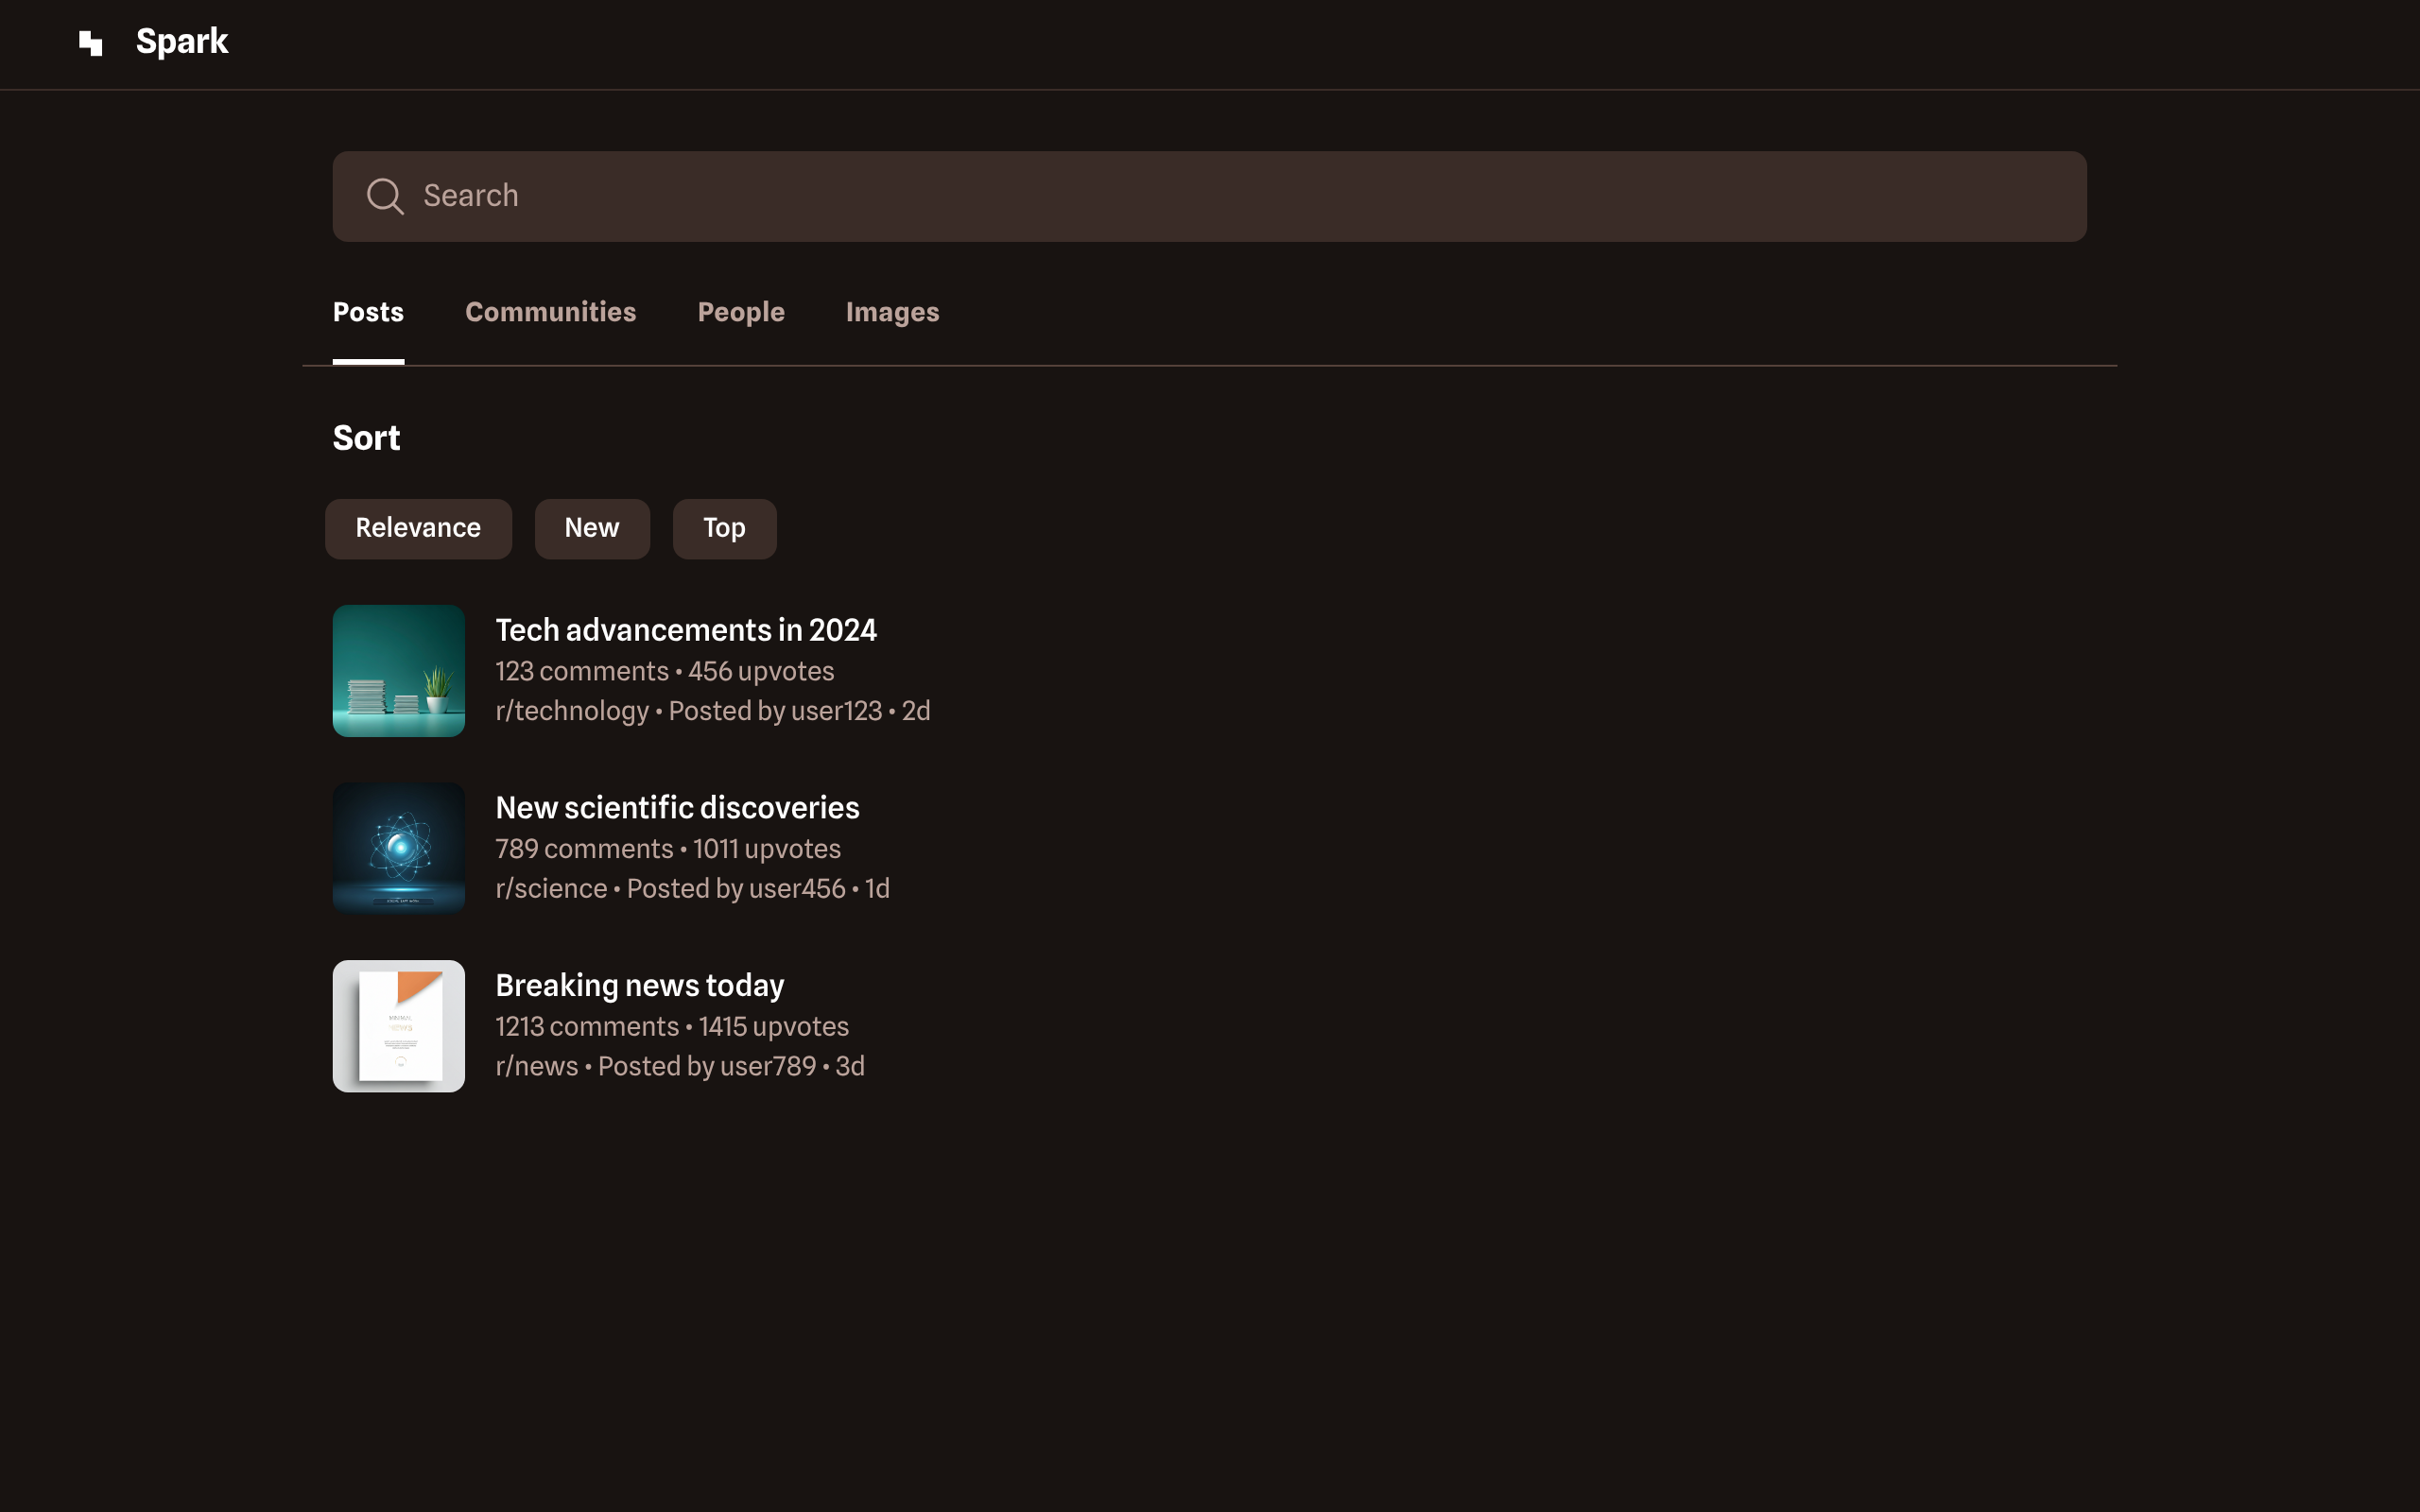 Spark
Search
Posts
Communities
People
Images
Sort
Relevance
New
Top
Tech advancements in 2024
123 comments • 456 upvotes
r/technology • Posted by user123 • 2d
New scientific discoveries
789 comments • 1011 upvotes
r/science • Posted by user456 • 1d
MINIMAL
Breaking news today
1213 comments • 1415 upvotes
r/news • Posted by user789 • 3d